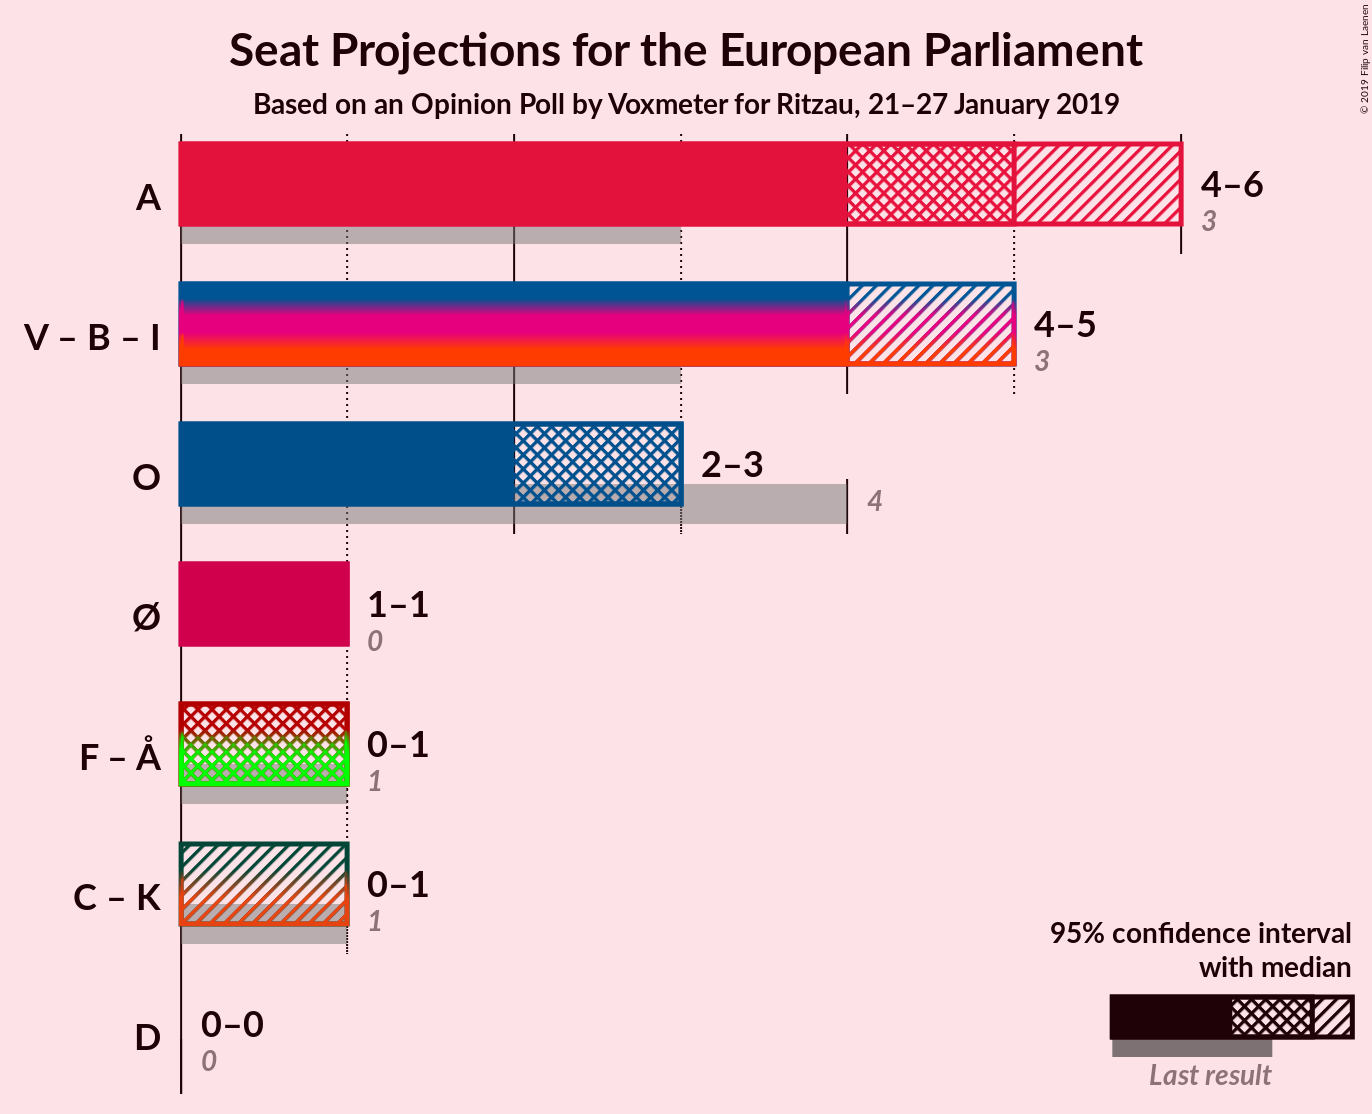 Seat Projections for the European Parliament
Based on an Opinion Poll by Voxmeter for Ritzau, 21–27 January 2019
© 2019 Filip van Laenen
A
4–6
3
V – B – I
4–5
3
O
2–3
4
Ø
1–1
0
F – Å
0–1
1
C – K
0–1
1
D
0–0
0
95% confidence interval
with median
Last result